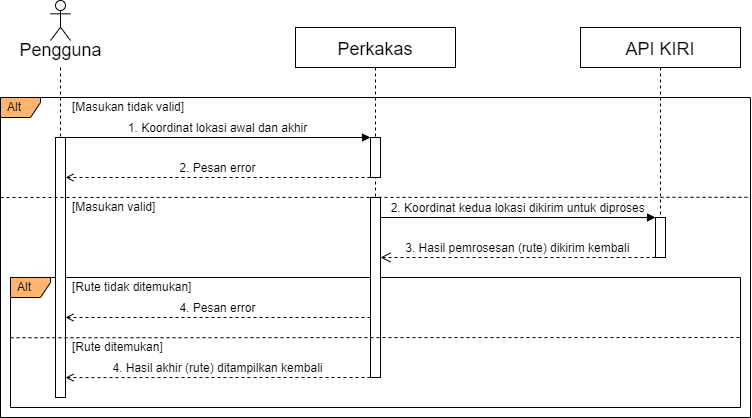 Pengguna
Perkakas
API KIRI
Alt
[Masukan tidak valid]
1. Koordinat lokasi awal dan akhir
2. Pesan error
[Masukan valid]
2. Koordinat kedua lokasi dikirim untuk diproses
3. Hasil pemrosesan (rute) dikirim kembali
Alt
[Rute tidak ditemukan]
4. Pesan error
[Rute ditemukan]
4. Hasil akhir (rute) ditampilkan kembali